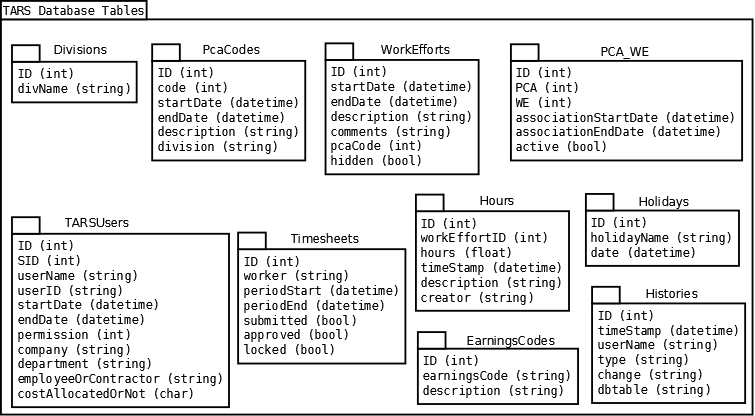 TARS Database Tables
Divisions
ID (int)
divName (string)
PcaCodes
ID (int)
code (int)
startDate (datetime)
endDate (datetime)
description (string)
division (string)
WorkEfforts
ID (int)
startDate (datetime)
endDate (datetime)
description (string)
comments (string)
pcaCode (int)
hidden (bool)
PCA_WE
ID (int)
PCA (int)
WE (int)
associationStartDate (datetime)
associationEndDate (datetime)
active (bool)
TARSUsers
ID (int)
SID (int)
userName (string)
userID (string)
startDate (datetime)
endDate (datetime)
permission (int)
company (string)
department (string)
employeeOrContractor (string)
costAllocatedOrNot (char)
Timesheets
ID (int)
worker (string)
periodStart (datetime)
periodEnd (datetime)
submitted (bool)
approved (bool)
locked (bool)
Hours
ID (int)
workEffortID (int)
hours (float)
timeStamp (datetime)
description (string)
creator (string)
Holidays
ID (int)
holidayName (string)
date (datetime)
EarningsCodes
ID (int)
earningsCode (string)
description (string)
Histories
ID (int)
timeStamp (datetime)
userName (string)
type (string)
change (string)
dbtable (string)